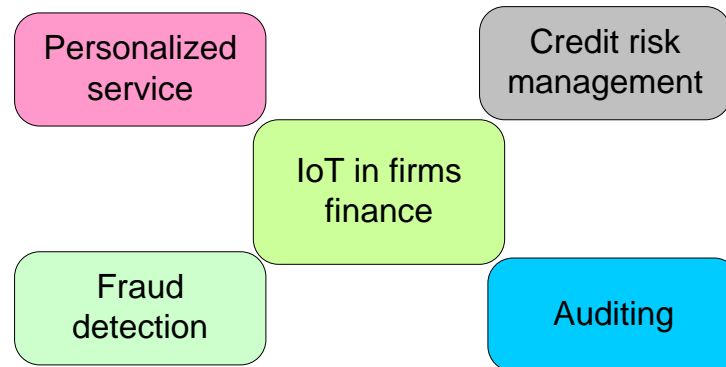 Personalized
service
Credit risk
management
IoT in firms
finance
Fraud
detection
Auditing